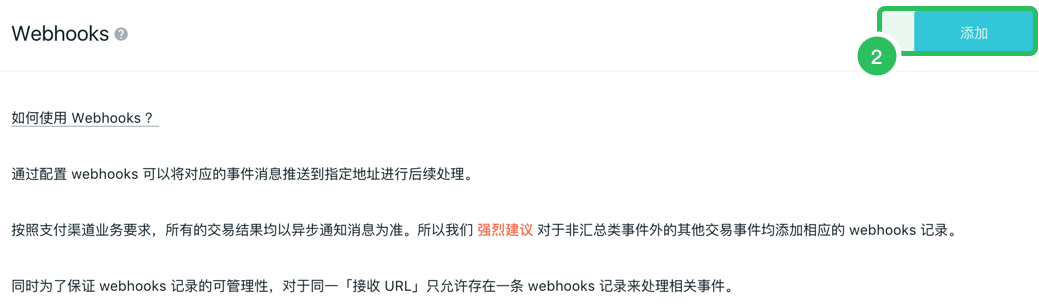 Webhooks ?
添加
2
如何使用 Webhooks ?
通过配置 webhooks 可以将对应的事件消息推送到指定地址进行后续处理。
按照支付渠道业务要求，所有的交易结果均以异步通知消息为准。所以我们 强烈建议 对于非汇总类事件外的其他交易事件均添加相应的 webhooks 记录。
同时为了保证 webhooks 记录的可管理性，对于同一「接收 URL」只允许存在一条 webhooks 记录来处理相关事件。